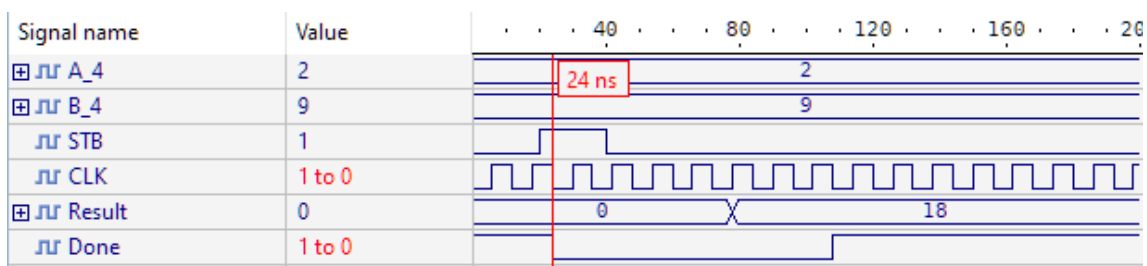 Signal name Value 40 80 120 160 20
A_4 2 2
24 ns
B_4 9 9
STB 1
CLK 1 to 0
Result 0 0 18
Done 1 to 0